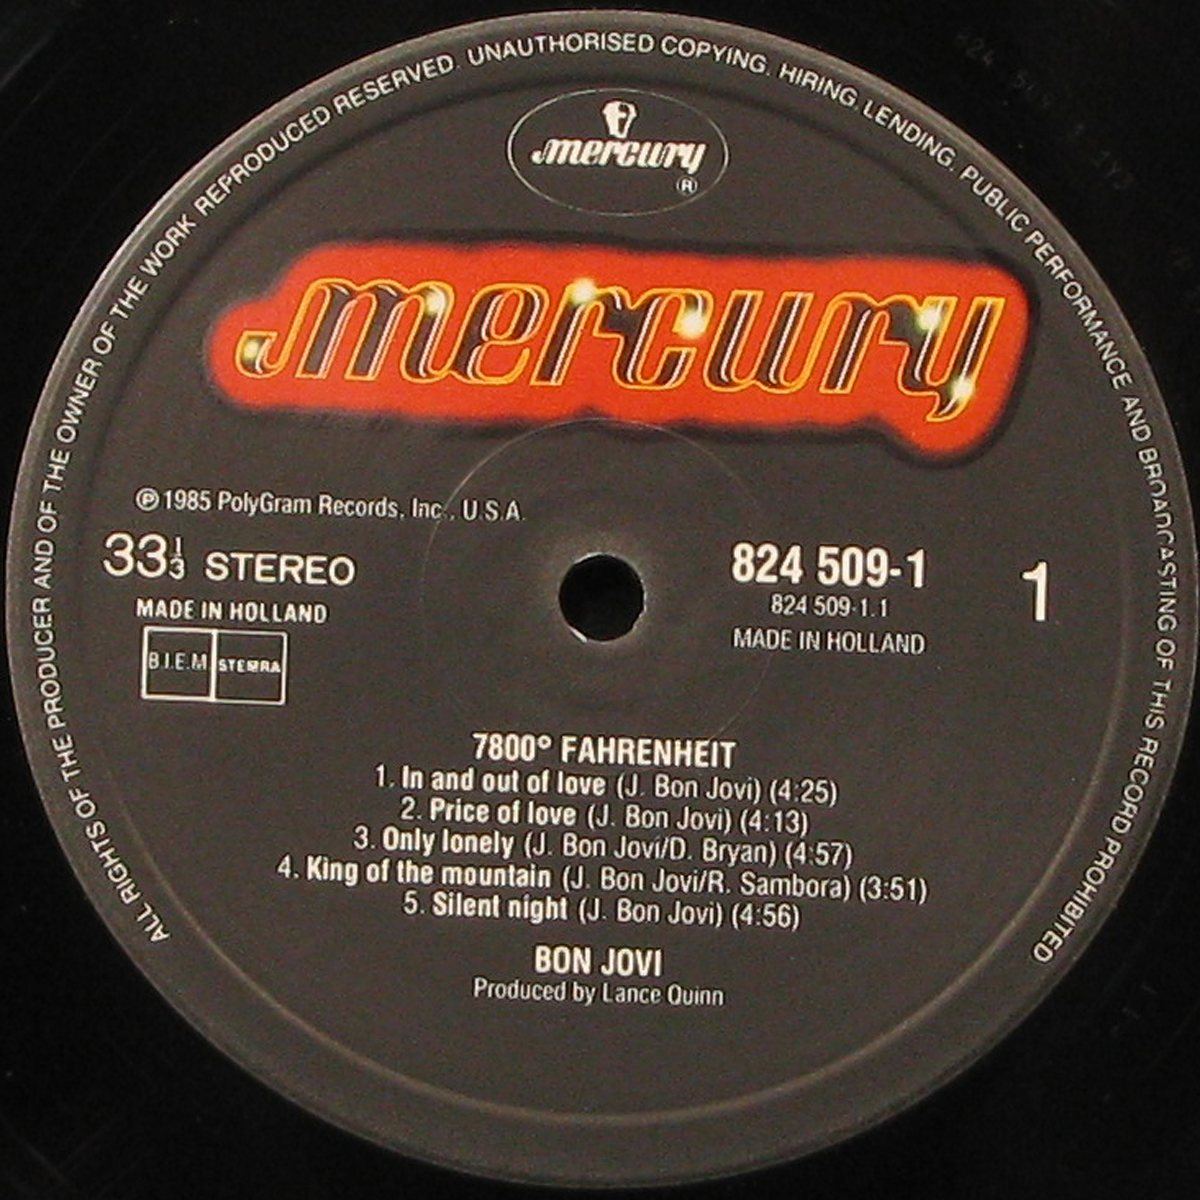 ALL RIGHTS OF THE PRODUCER AND OF THE OWNER OF THE WORK REPRODUCED RESERVED. UNAUTHORISED COPYING, HIRING, LENDING, PUBLIC PERFORMANCE AND BROADCASTING OF THIS RECORD PROHIBITED
mercury
®
mercury
℗ 1985 PolyGram Records, Inc., U.S.A.
33⅓ STEREO
MADE IN HOLLAND
B.I.E.M STEMRA
824 509-1
824 509-1.1
MADE IN HOLLAND
1
7800° FAHRENHEIT
1. In and out of love (J. Bon Jovi) (4:25)
2. Price of love (J. Bon Jovi) (4:13)
3. Only lonely (J. Bon Jovi/D. Bryan) (4:57)
4. King of the mountain (J. Bon Jovi/R. Sambora) (3:51)
5. Silent night (J. Bon Jovi) (4:56)
BON JOVI
Produced by Lance Quinn